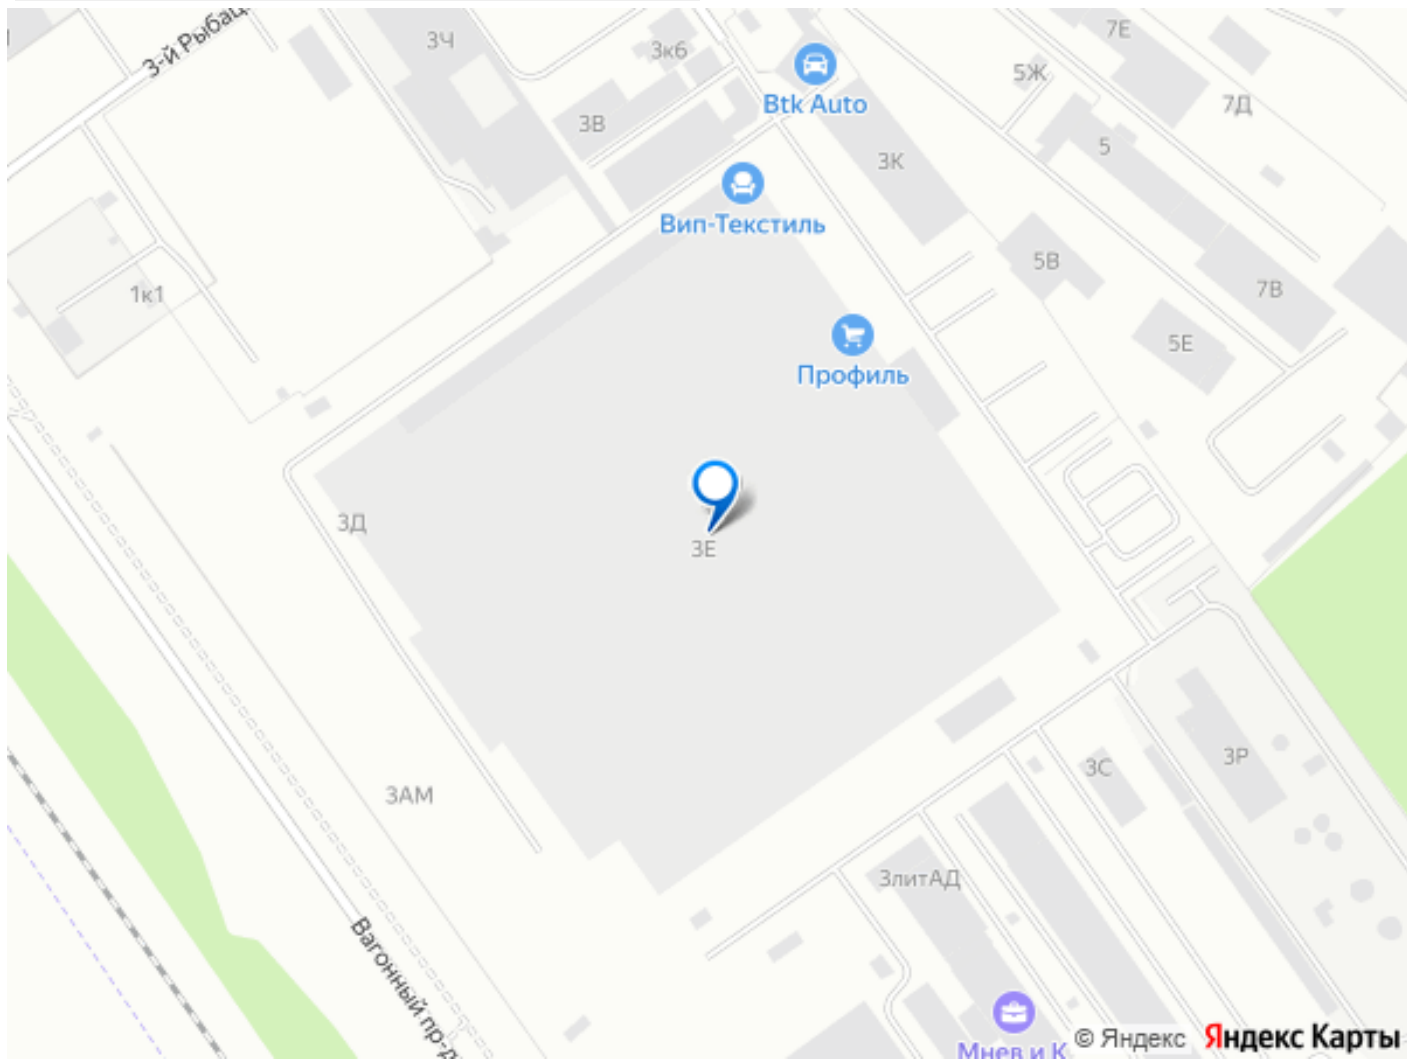 3-й Рыбац
3Ч
3к6
7Е
5Ж
Btk Auto
7Д
3В
5
3К
Вип-Текстиль
5В
7В
1к1
5Е
Профиль
3Д
3Е
3С
3Р
3АМ
3литАД
Вагонный пр-д
Мнев и К
© Яндекс
Яндекс Карты